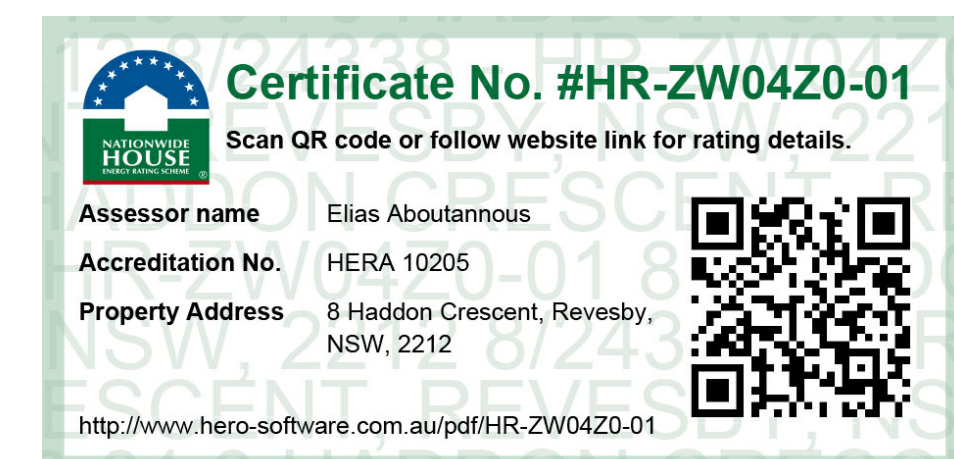 Certificate No. #HR-ZW04Z0-01
Scan QR code or follow website link for rating details.
NATIONWIDE
HOUSE
ENERGY RATING SCHEME
®
Assessor name Elias Aboutannous
Accreditation No. HERA 10205
Property Address 8 Haddon Crescent, Revesby,
NSW, 2212
http://www.hero-software.com.au/pdf/HR-ZW04Z0-01